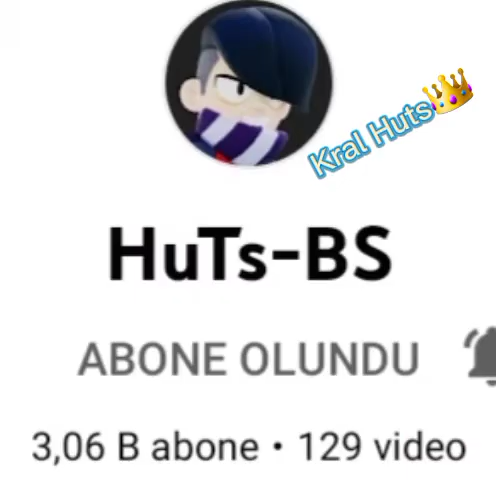 Kral Huts👑
HuTs-BS
ABONE OLUNDU
3,06 B abone • 129 video